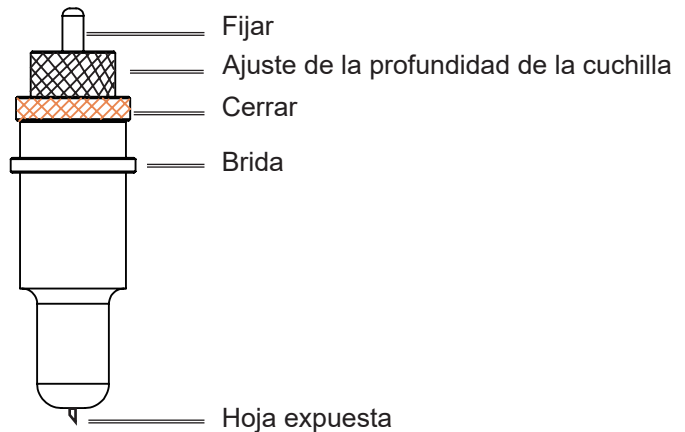 Fijar
Ajuste de la profundidad de la cuchilla
Cerrar
Brida
Hoja expuesta